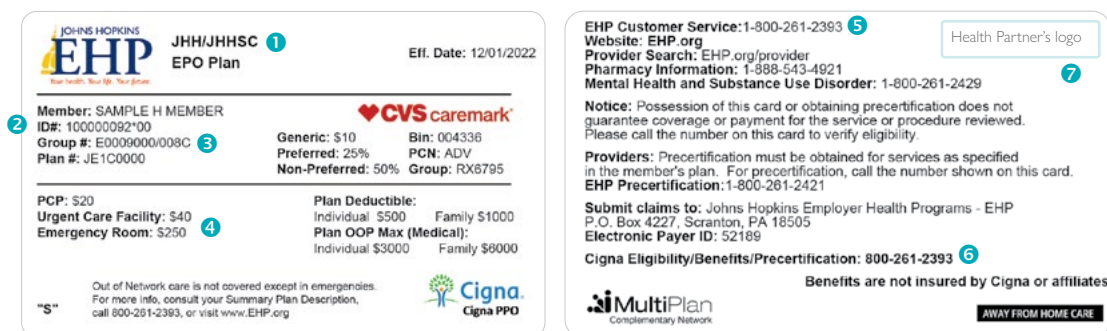 JOHNS HOPKINS
EHP
Your health. Your life. Your future.
JHH/JHHSC 1
EPO Plan
Eff. Date: 12/01/2022
Member: SAMPLE H MEMBER
2 ID#: 100000092*00
Group #: E0009000/008C 3
Plan #: JE1C0000
CVS caremark®
Generic: $10 Bin: 004336
Preferred: 25% PCN: ADV
Non-Preferred: 50% Group: RX6795
PCP: $20
Urgent Care Facility: $40
Emergency Room: $250 4
Plan Deductible:
Individual $500 Family $1000
Plan OOP Max (Medical):
Individual $3000 Family $6000
"S"
Out of Network care is not covered except in emergencies.
For more info, consult your Summary Plan Description,
call 800-261-2393, or visit www.EHP.org
Cigna.
Cigna PPO
EHP Customer Service:1-800-261-2393 5
Website: EHP.org
Provider Search: EHP.org/provider
Pharmacy Information: 1-888-543-4921
Mental Health and Substance Use Disorder: 1-800-261-2429
Health Partner's logo
7
Notice: Possession of this card or obtaining precertification does not
guarantee coverage or payment for the service or procedure reviewed.
Please call the number on this card to verify eligibility.
Providers: Precertification must be obtained for services as specified
in the member's plan. For precertification, call the number shown on this card.
EHP Precertification:1-800-261-2421
Submit claims to: Johns Hopkins Employer Health Programs - EHP
P.O. Box 4227, Scranton, PA 18505
Electronic Payer ID: 52189
Cigna Eligibility/Benefits/Precertification: 800-261-2393 6
Benefits are not insured by Cigna or affiliates
MultiPlan
Complementary Network
AWAY FROM HOME CARE